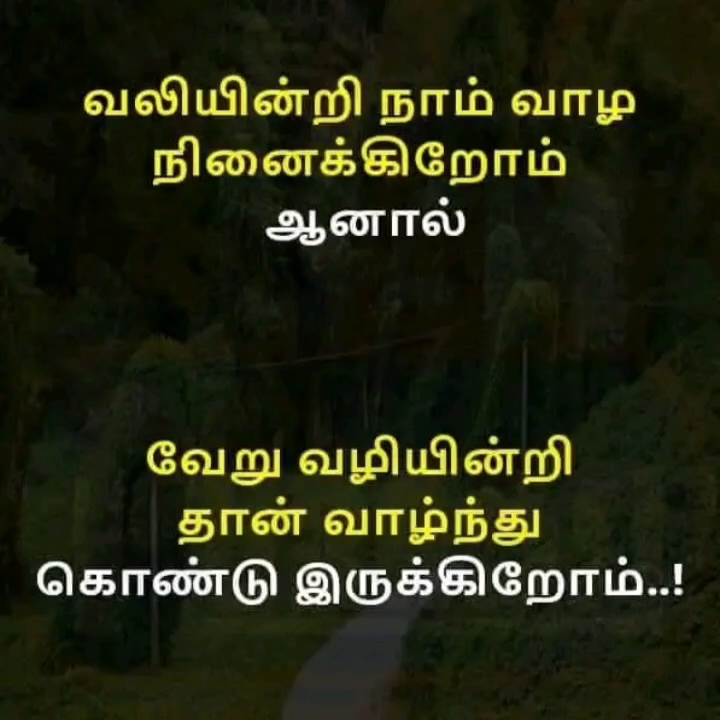 வலியின்றி நாம் வாழ
நினைக்கிறோம்
ஆனால்
வேறு வழியின்றி
தான் வாழ்ந்து
கொண்டு இருக்கிறோம்..!